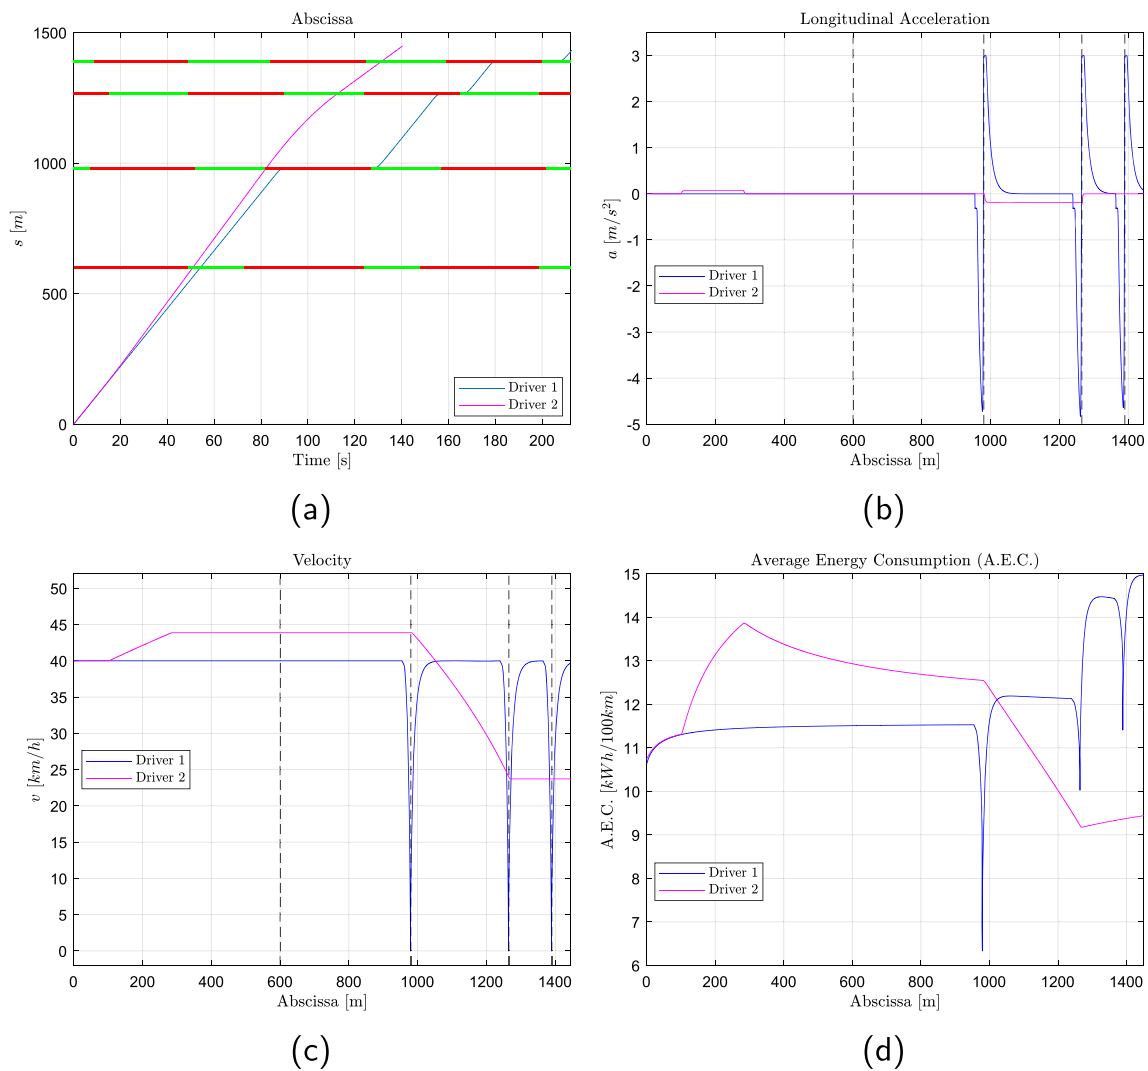 Abscissa
1500
1000
500
0
s [m]
0 20 40 60 80 100 120 140 160 180 200
Time [s]
Driver 1
Driver 2
(a)
Longitudinal Acceleration
3
2
1
0
-1
-2
-3
-4
-5
a [m/s²]
0 200 400 600 800 1000 1200 1400
Abscissa [m]
Driver 1
Driver 2
(b)
Velocity
50
45
40
35
30
25
20
15
10
5
0
v [km/h]
0 200 400 600 800 1000 1200 1400
Abscissa [m]
Driver 1
Driver 2
(c)
Average Energy Consumption (A.E.C.)
15
14
13
12
11
10
9
8
7
6
A.E.C. [kWh/100km]
0 200 400 600 800 1000 1200 1400
Abscissa [m]
Driver 1
Driver 2
(d)